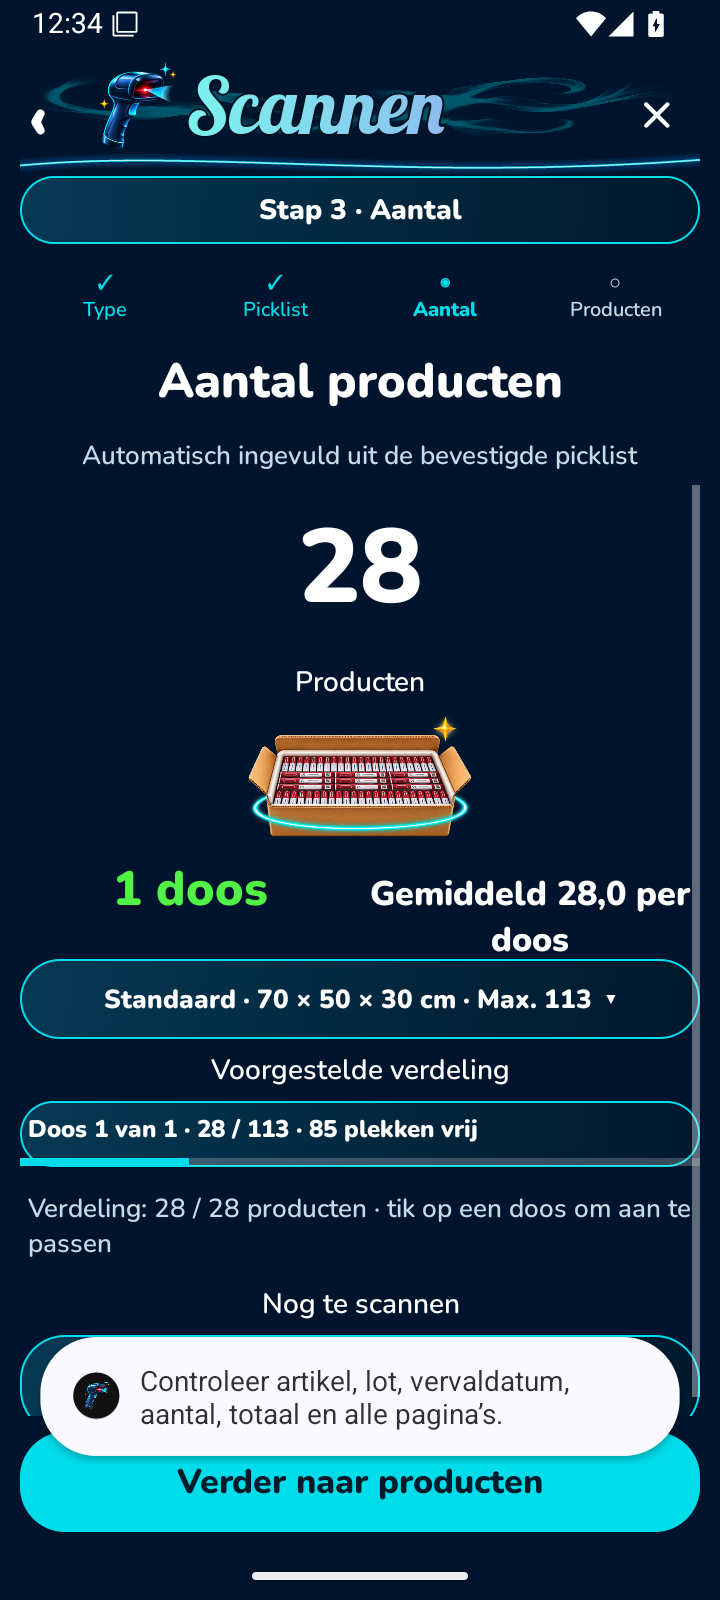 12:34
Scannen
Stap 3 · Aantal
✓ ✓ ◉ ○
Type Picklist Aantal Producten
Aantal producten
Automatisch ingevuld uit de bevestigde picklist
28
Producten
1 doos
Gemiddeld 28,0 per
doos
Standaard · 70 × 50 × 30 cm · Max. 113 ▼
Voorgestelde verdeling
Doos 1 van 1 · 28 / 113 · 85 plekken vrij
Verdeling: 28 / 28 producten · tik op een doos om aan te
passen
Nog te scannen
Controleer artikel, lot, vervaldatum,
aantal, totaal en alle pagina’s.
Verder naar producten